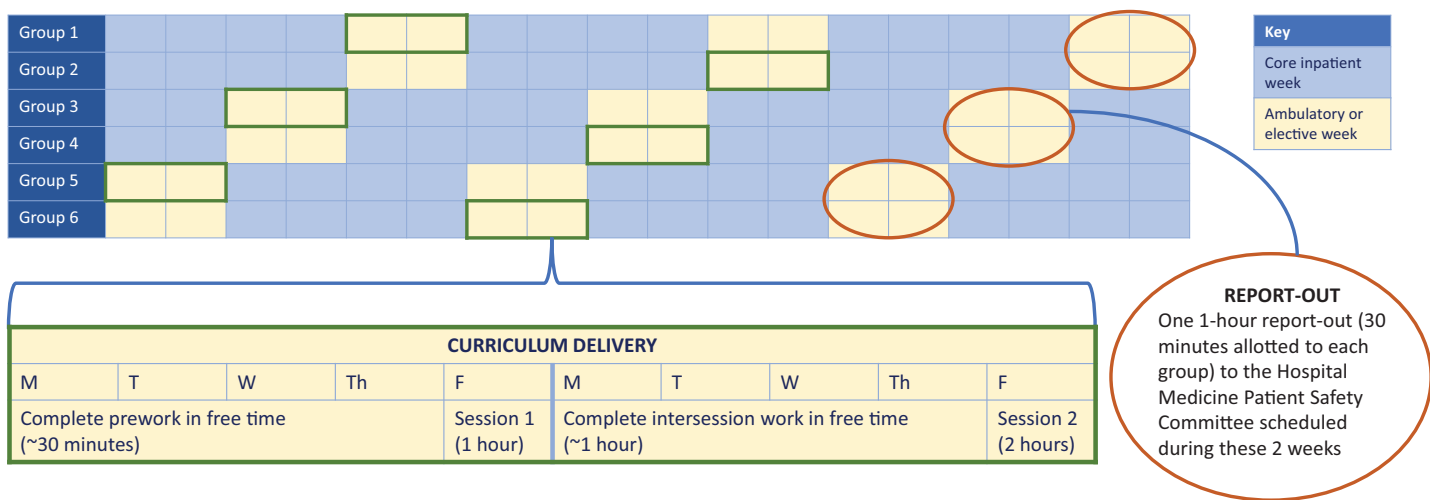 Group 1
Group 2
Group 3
Group 4
Group 5
Group 6
Key
Core inpatient
week
Ambulatory or
elective week
CURRICULUM DELIVERY
M T W Th F M T W Th F
Complete prework in free time
(~30 minutes)
Session 1
(1 hour)
Complete intersession work in free time
(~1 hour)
Session 2
(2 hours)
REPORT-OUT
One 1-hour report-out (30
minutes allotted to each
group) to the Hospital
Medicine Patient Safety
Committee scheduled
during these 2 weeks